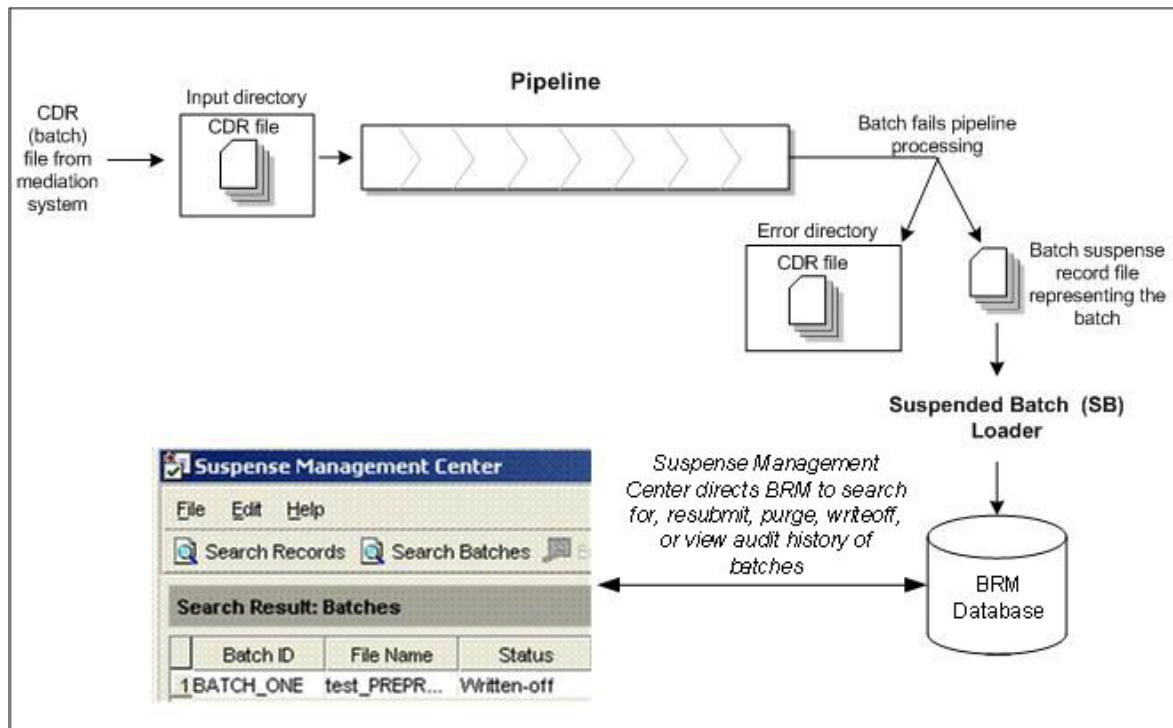 Pipeline
CDR
(batch)
file from
mediation
system
Input directory
CDR file
Batch fails pipeline
processing
Error directory
CDR file
Batch suspense
record file
representing the
batch
Suspended Batch (SB)
Loader
Suspense Management
Center directs BRM to search
for, resubmit, purge, writeoff,
or view audit history of
batches
BRM
Database
Suspense Management Center
File Edit Help
Search Records Search Batches
Search Result: Batches
Batch ID File Name Status
1 BATCH_ONE test_PREPR... Written-off